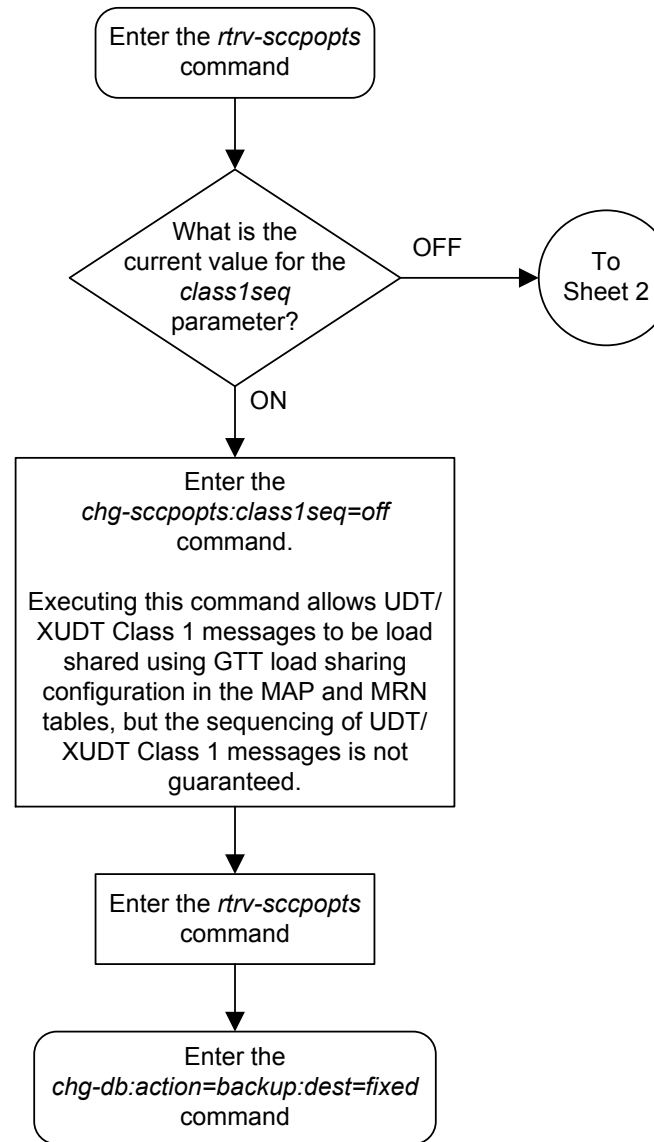 Enter the rtrv-sccpopts
command
What is the
current value for the
class1seq
parameter?
OFF
To
Sheet 2
ON
Enter the
chg-sccpopts:class1seq=off
command.
Executing this command allows UDT/
XUDT Class 1 messages to be load
shared using GTT load sharing
configuration in the MAP and MRN
tables, but the sequencing of UDT/
XUDT Class 1 messages is not
guaranteed.
Enter the rtrv-sccpopts
command
Enter the
chg-db:action=backup:dest=fixed
command